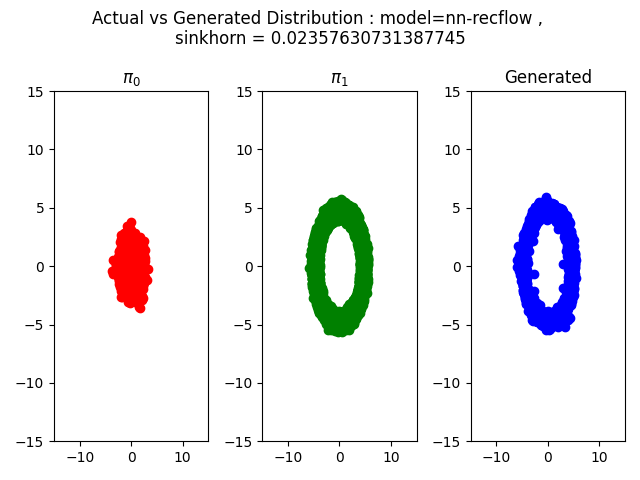 Actual vs Generated Distribution : model=nn-recflow ,
sinkhorn = 0.02357630731387745
π₀
π₁
Generated
15
10
5
0
−5
−10
−15
−10 0 10
15
10
5
0
−5
−10
−15
−10 0 10
15
10
5
0
−5
−10
−15
−10 0 10